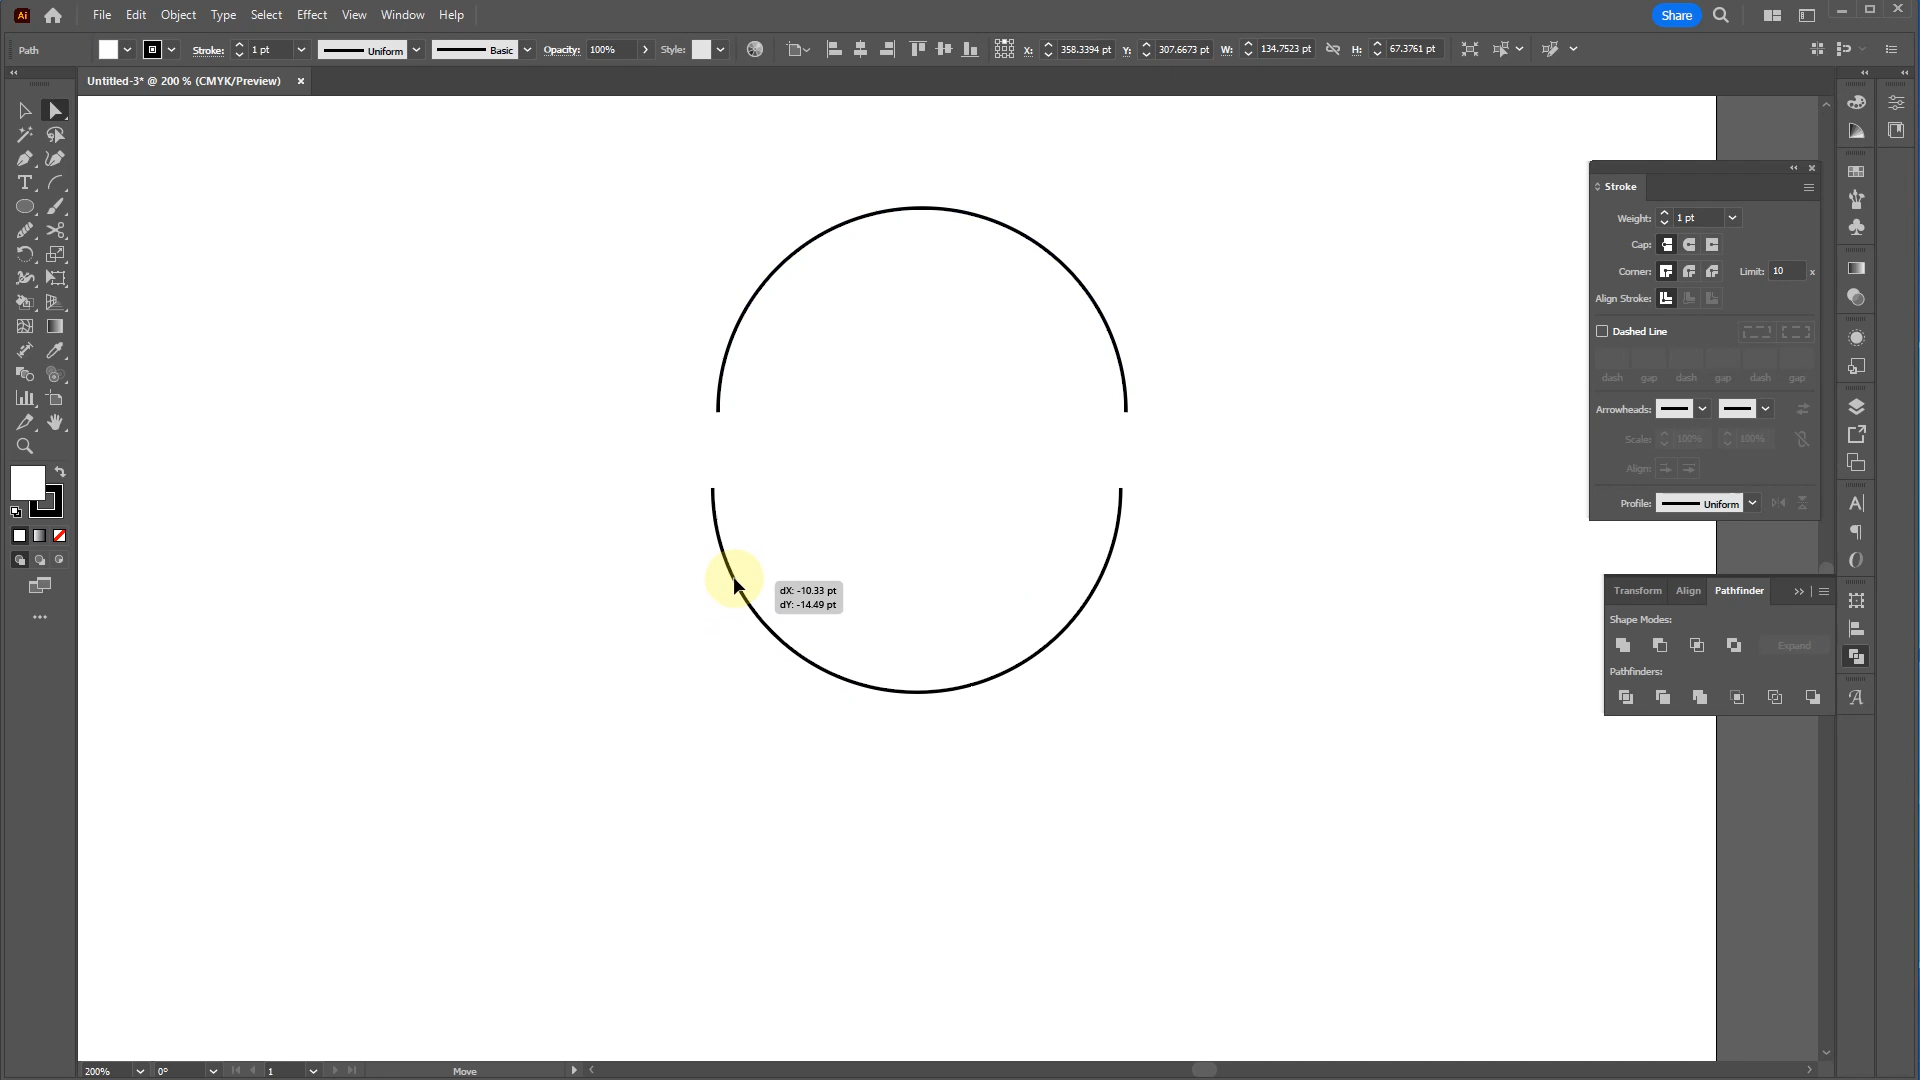 Ai File Edit Object Type Select Effect View Window Help Share
Path Stroke: 1 pt Uniform Basic Opacity: 100% Style: X: 358.3394 pt Y: 307.6673 pt W: 134.7523 pt H: 67.3761 pt
Untitled-3* @ 200 % (CMYK/Preview) ×
Stroke
Weight: 1 pt
Cap:
Corner: Limit: 10 x
Align Stroke:
Dashed Line
dash gap dash gap dash gap
Arrowheads:
Scale: 100% 100%
Align:
Profile: Uniform
dX: -10.33 pt
dY: -14.49 pt
Transform Align Pathfinder
Shape Modes:
Expand
Pathfinders:
200% 0° 1 Move